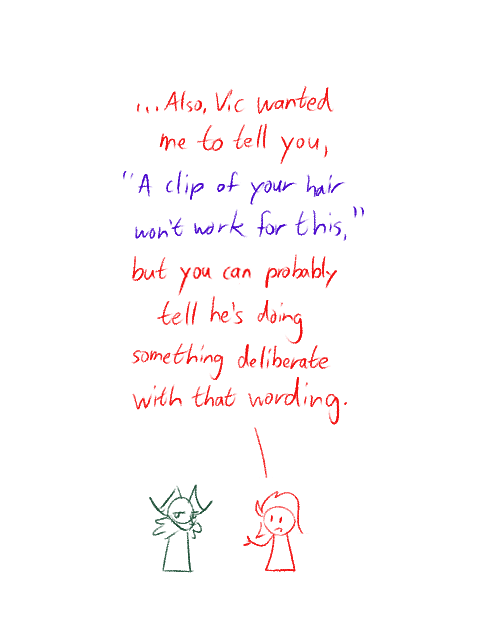 ...Also, Vic wanted
me to tell you,
"A clip of your hair
won't work for this,"
but you can probably
tell he's doing
something deliberate
with that wording.